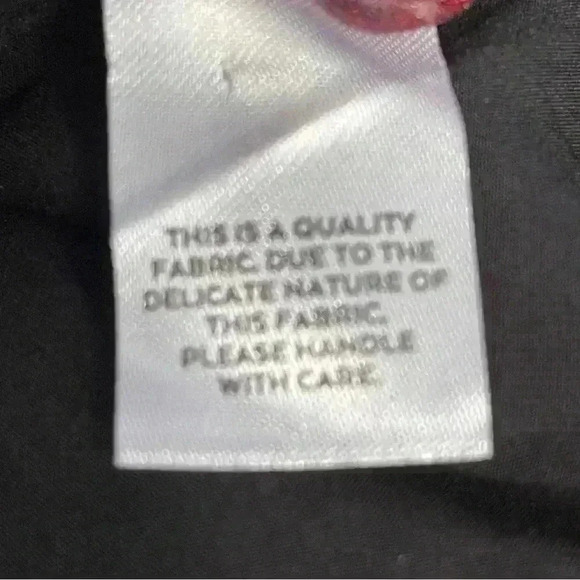 THIS IS A QUALITY
FABRIC. DUE TO THE
DELICATE NATURE OF
THIS FABRIC,
PLEASE HANDLE
WITH CARE.